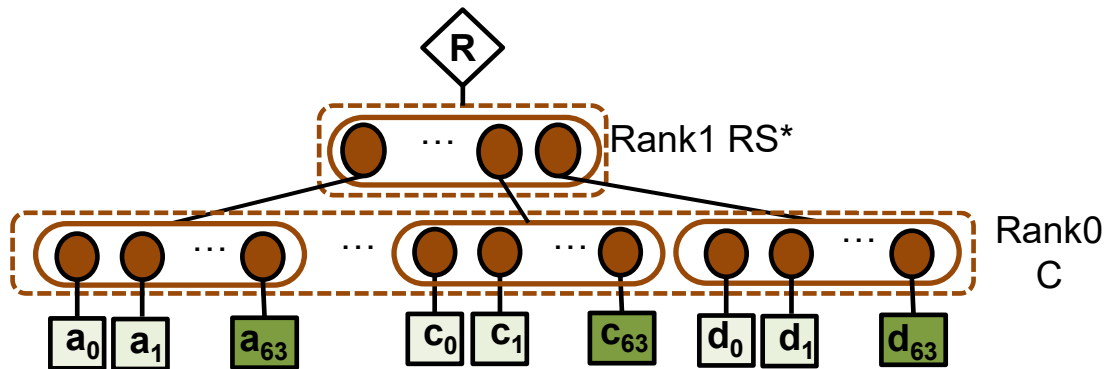 R
... Rank1 RS*
... ... ... ... Rank0
C
a₀ a₁ a₆₃ c₀ c₁ c₆₃ d₀ d₁ d₆₃